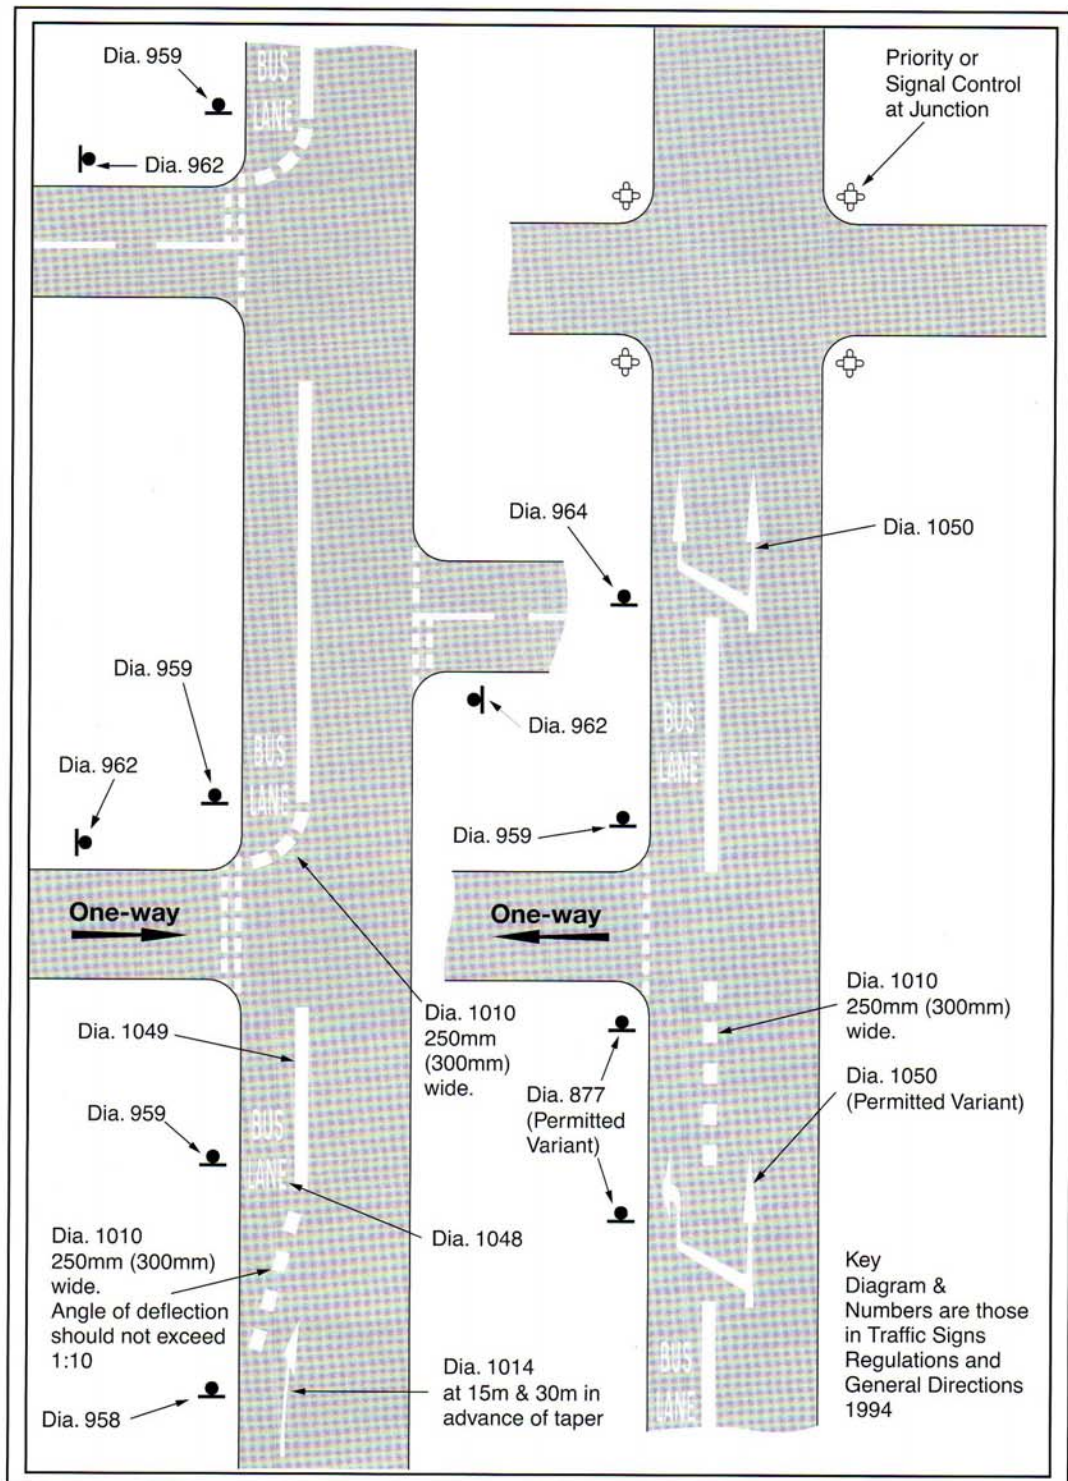 Dia. 959
BUS
LANE
Dia. 962
Priority or
Signal Control
at Junction
Dia. 964
Dia. 1050
Dia. 959
BUS
LANE
Dia. 962
Dia. 962
BUS
LANE
Dia. 959
One-way
One-way
Dia. 1010
250mm
(300mm)
wide.
Dia. 1010
250mm (300mm)
wide.
Dia. 1049
Dia. 877
(Permitted
Variant)
Dia. 1050
(Permitted Variant)
Dia. 959
BUS
LANE
Dia. 1048
Dia. 1010
250mm (300mm)
wide.
Angle of deflection
should not exceed
1:10
Dia. 1014
at 15m & 30m in
advance of taper
Dia. 958
BUS
LANE
Key
Diagram &
Numbers are those
in Traffic Signs
Regulations and
General Directions
1994